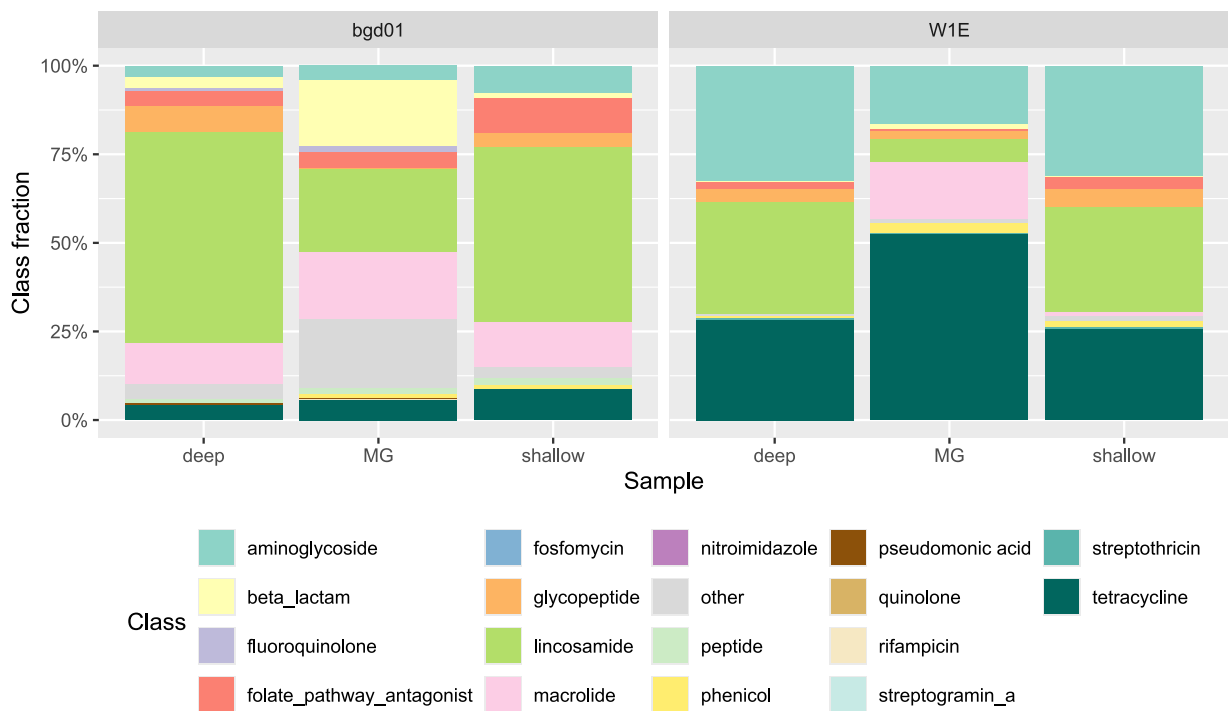 bgd01
W1E
100%
75%
50%
25%
0%
Class fraction
deep
MG
shallow
deep
MG
shallow
Sample
Class
aminoglycoside
beta_lactam
fluoroquinolone
folate_pathway_antagonist
fosfomycin
glycopeptide
lincosamide
macrolide
nitroimidazole
other
peptide
phenicol
pseudomonic acid
quinolone
rifampicin
streptogramin_a
streptothricin
tetracycline